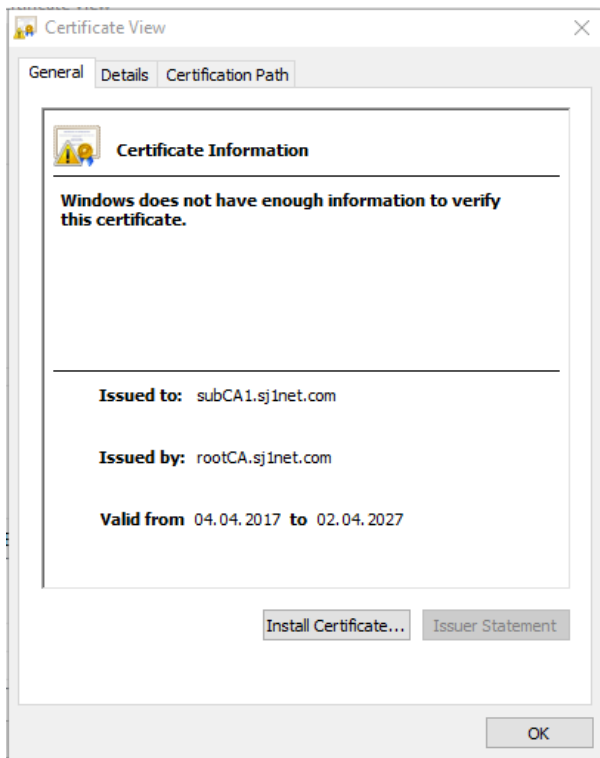 Certificate View
General Details Certification Path
Certificate Information
Windows does not have enough information to verify
this certificate.
Issued to: subCA1.sj1net.com
Issued by: rootCA.sj1net.com
Valid from 04.04.2017 to 02.04.2027
Install Certificate... Issuer Statement
OK